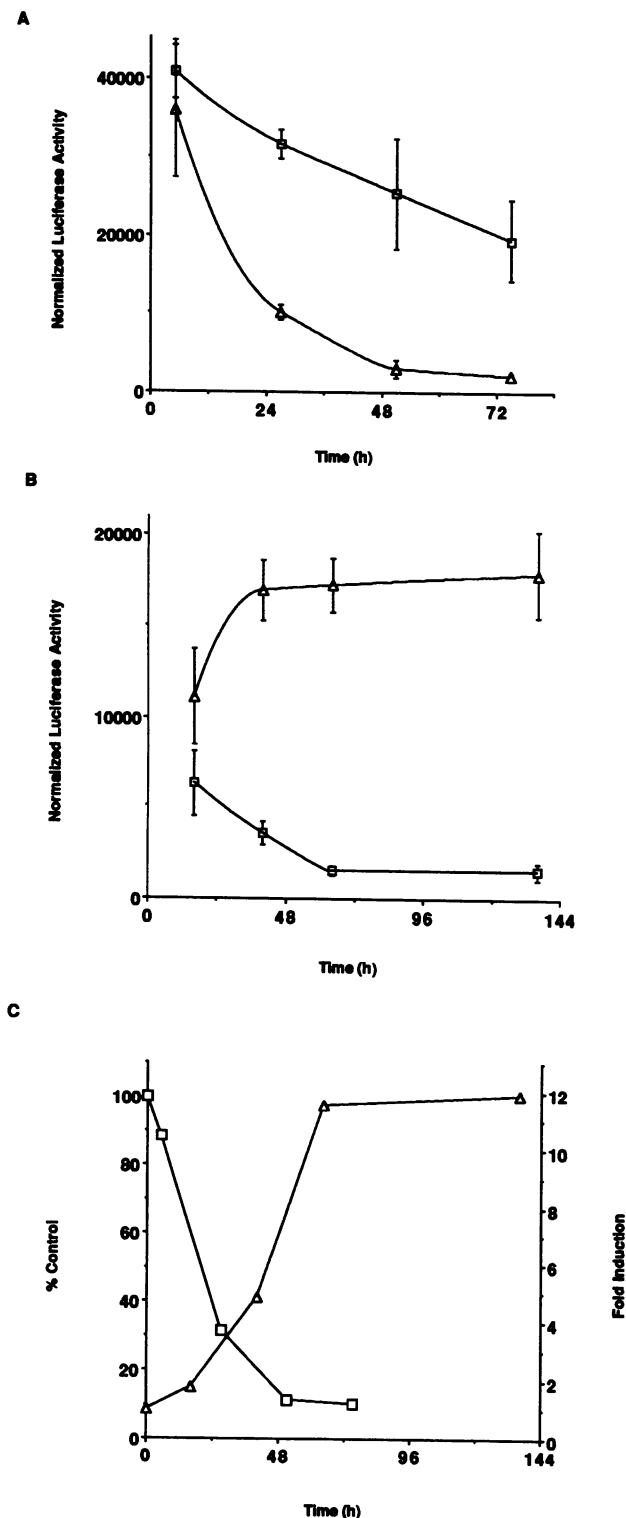 A
Normalized Luciferase Activity
40000
20000
0
0 24 48 72
Time (h)
B
Normalized Luciferase Activity
20000
10000
0
0 48 96 144
Time (h)
C
% Control
100
80
60
40
20
0
12
10
8
6
4
2
0
Fold Induction
0 48 96 144
Time (h)